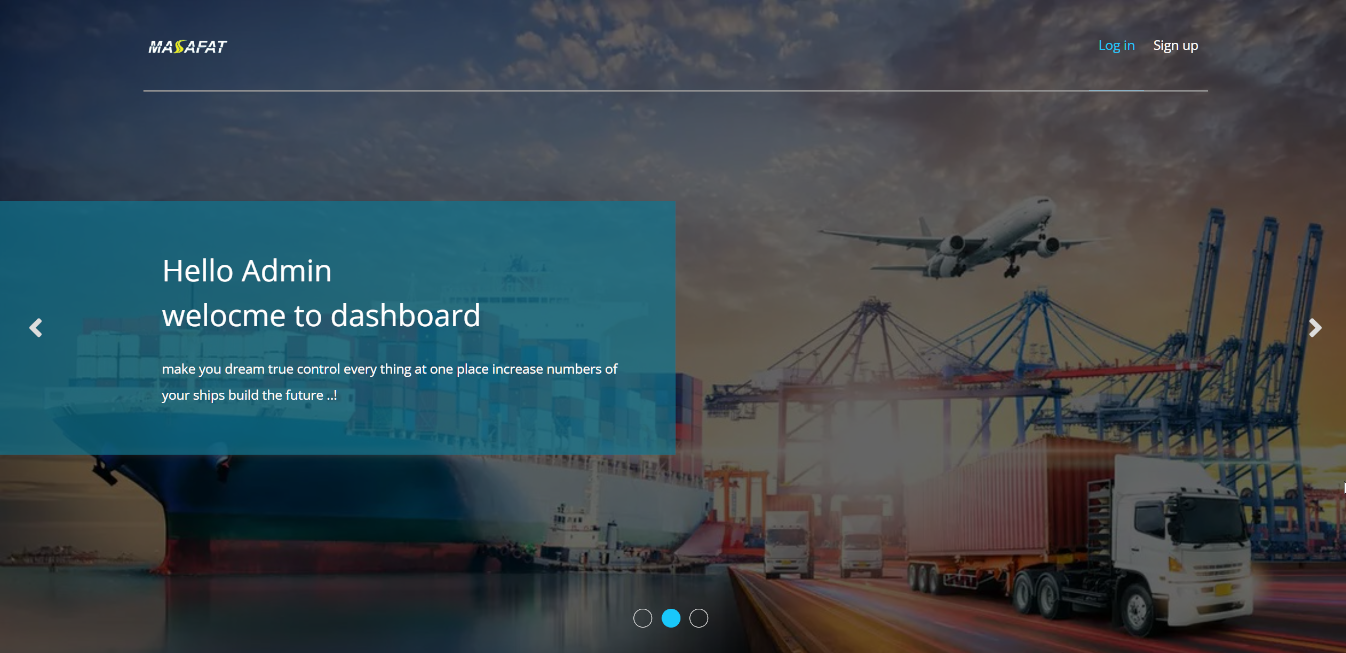 MASAFAT
Log in
Sign up
Hello Admin
welocme to dashboard
make you dream true control every thing at one place increase numbers of
your ships build the future ..!